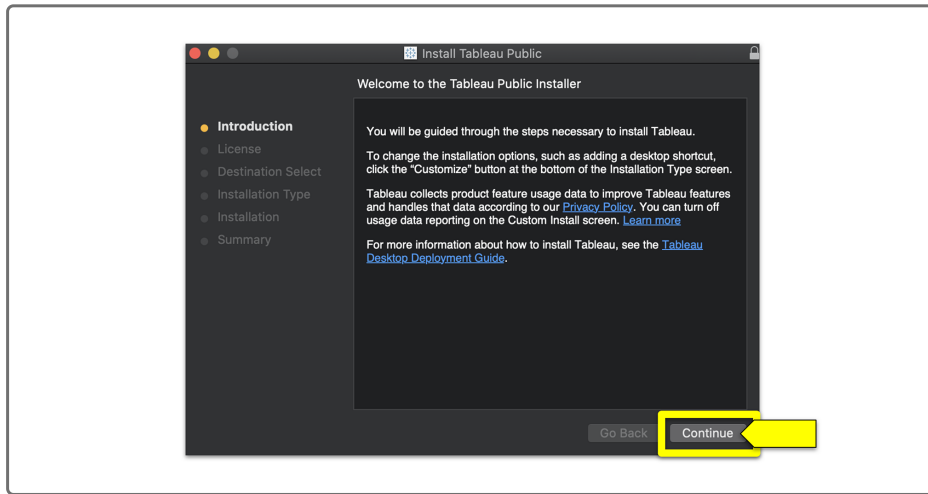 Install Tableau Public
Welcome to the Tableau Public Installer
Introduction
License
Destination Select
Installation Type
Installation
Summary
You will be guided through the steps necessary to install Tableau.
To change the installation options, such as adding a desktop shortcut,
click the “Customize” button at the bottom of the Installation Type screen.
Tableau collects product feature usage data to improve Tableau features
and handles that data according to our Privacy Policy. You can turn off
usage data reporting on the Custom Install screen. Learn more
For more information about how to install Tableau, see the Tableau
Desktop Deployment Guide.
Go Back
Continue